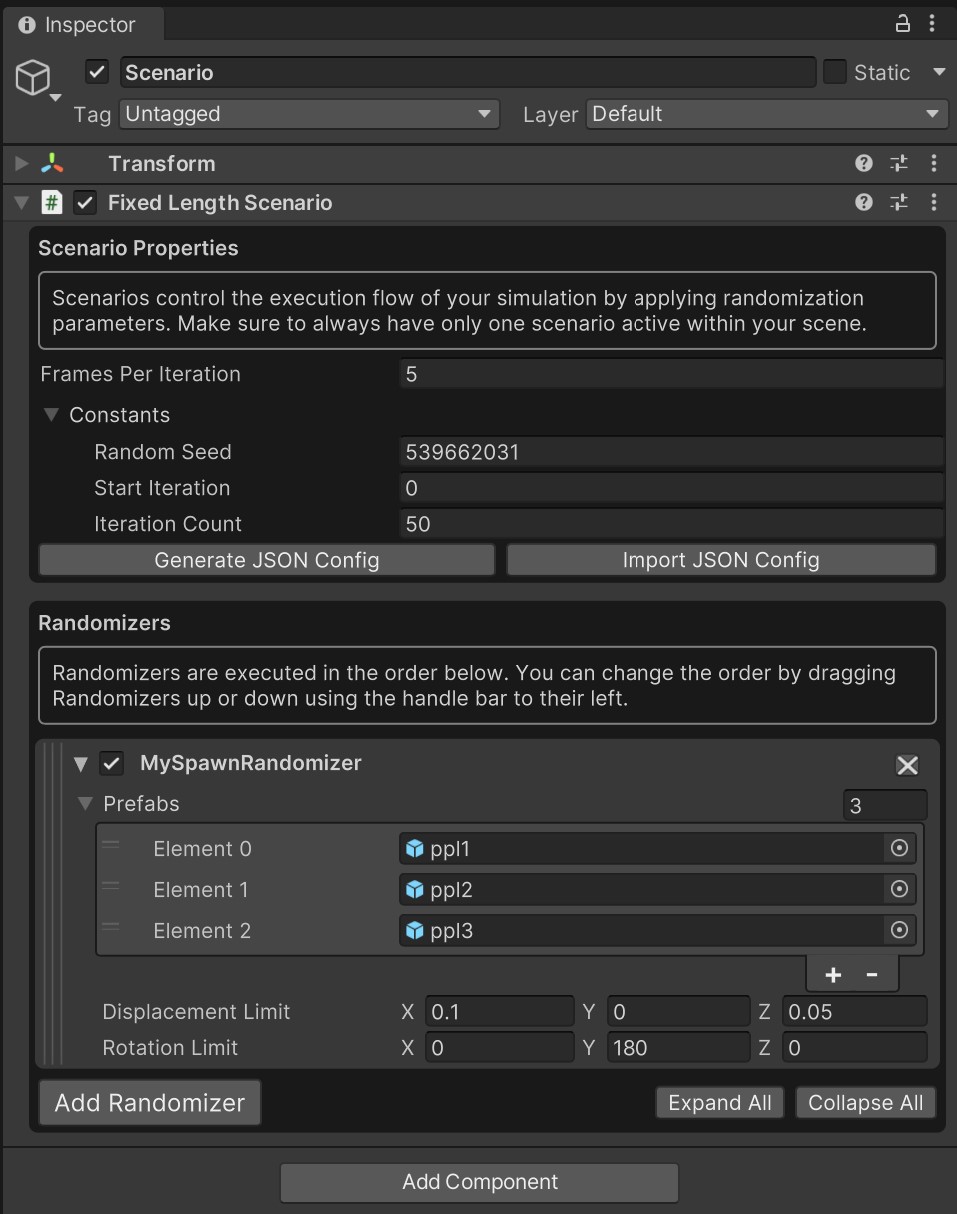 Inspector
Scenario
Static
Tag Untagged Layer Default
Transform
# Fixed Length Scenario
Scenario Properties
Scenarios control the execution flow of your simulation by applying randomization
parameters. Make sure to always have only one scenario active within your scene.
Frames Per Iteration 5
Constants
Random Seed 539662031
Start Iteration 0
Iteration Count 50
Generate JSON Config Import JSON Config
Randomizers
Randomizers are executed in the order below. You can change the order by dragging
Randomizers up or down using the handle bar to their left.
MySpawnRandomizer
Prefabs 3
Element 0 ppl1
Element 1 ppl2
Element 2 ppl3
+ -
Displacement Limit X 0.1 Y 0 Z 0.05
Rotation Limit X 0 Y 180 Z 0
Add Randomizer Expand All Collapse All
Add Component